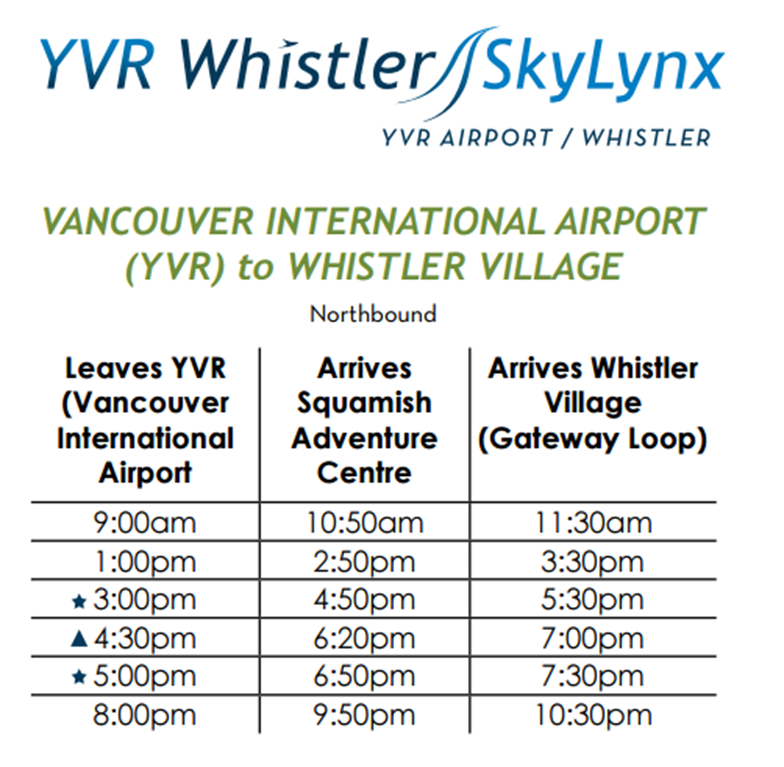 YVR Whistler SkyLynx
YVR AIRPORT / WHISTLER
VANCOUVER INTERNATIONAL AIRPORT
(YVR) to WHISTLER VILLAGE
Northbound
Leaves YVR
(Vancouver
International
Airport
Arrives
Squamish
Adventure
Centre
Arrives Whistler
Village
(Gateway Loop)
9:00am 10:50am 11:30am
1:00pm 2:50pm 3:30pm
★ 3:00pm 4:50pm 5:30pm
▲ 4:30pm 6:20pm 7:00pm
★ 5:00pm 6:50pm 7:30pm
8:00pm 9:50pm 10:30pm